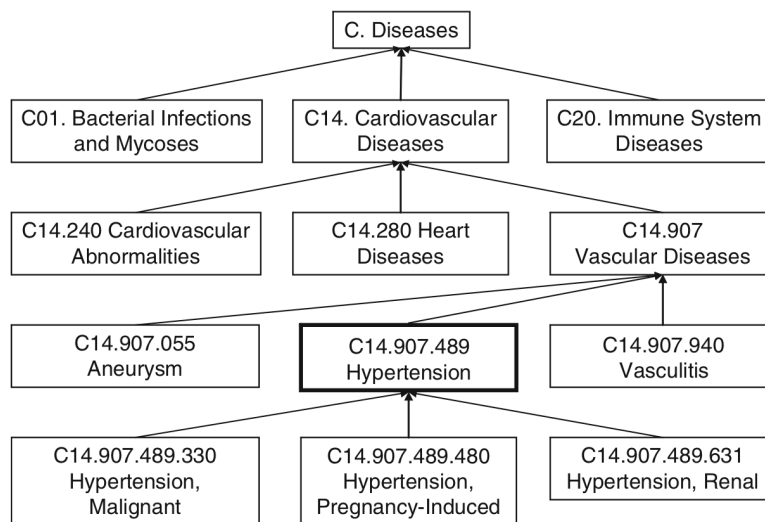 C. Diseases
C01. Bacterial Infections
and Mycoses
C14. Cardiovascular
Diseases
C20. Immune System
Diseases
C14.240 Cardiovascular
Abnormalities
C14.280 Heart
Diseases
C14.907
Vascular Diseases
C14.907.055
Aneurysm
C14.907.489
Hypertension
C14.907.940
Vasculitis
C14.907.489.330
Hypertension,
Malignant
C14.907.489.480
Hypertension,
Pregnancy-Induced
C14.907.489.631
Hypertension, Renal